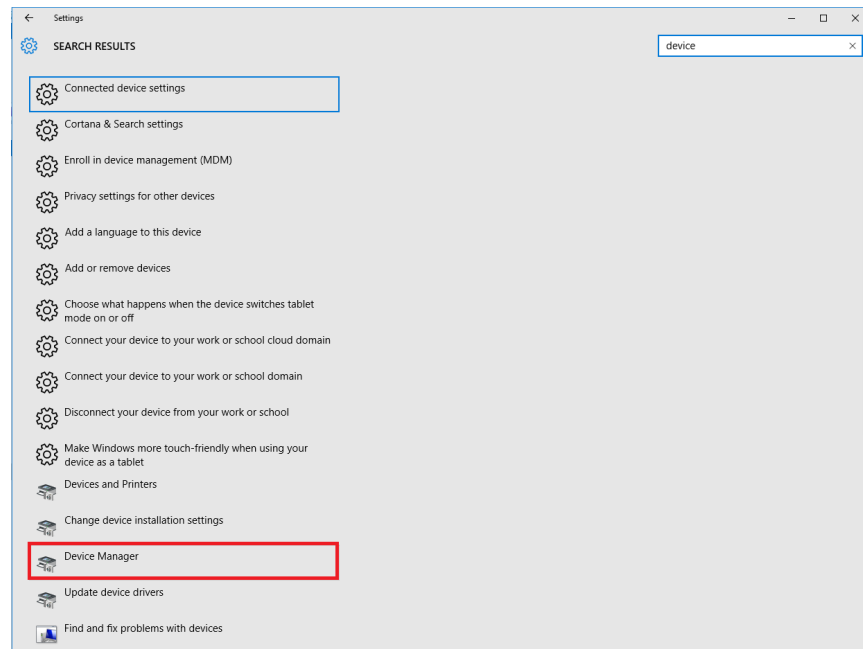 Settings
SEARCH RESULTS
device
Connected device settings
Cortana & Search settings
Enroll in device management (MDM)
Privacy settings for other devices
Add a language to this device
Add or remove devices
Choose what happens when the device switches tablet
mode on or off
Connect your device to your work or school cloud domain
Connect your device to your work or school domain
Disconnect your device from your work or school
Make Windows more touch-friendly when using your
device as a tablet
Devices and Printers
Change device installation settings
Device Manager
Update device drivers
Find and fix problems with devices